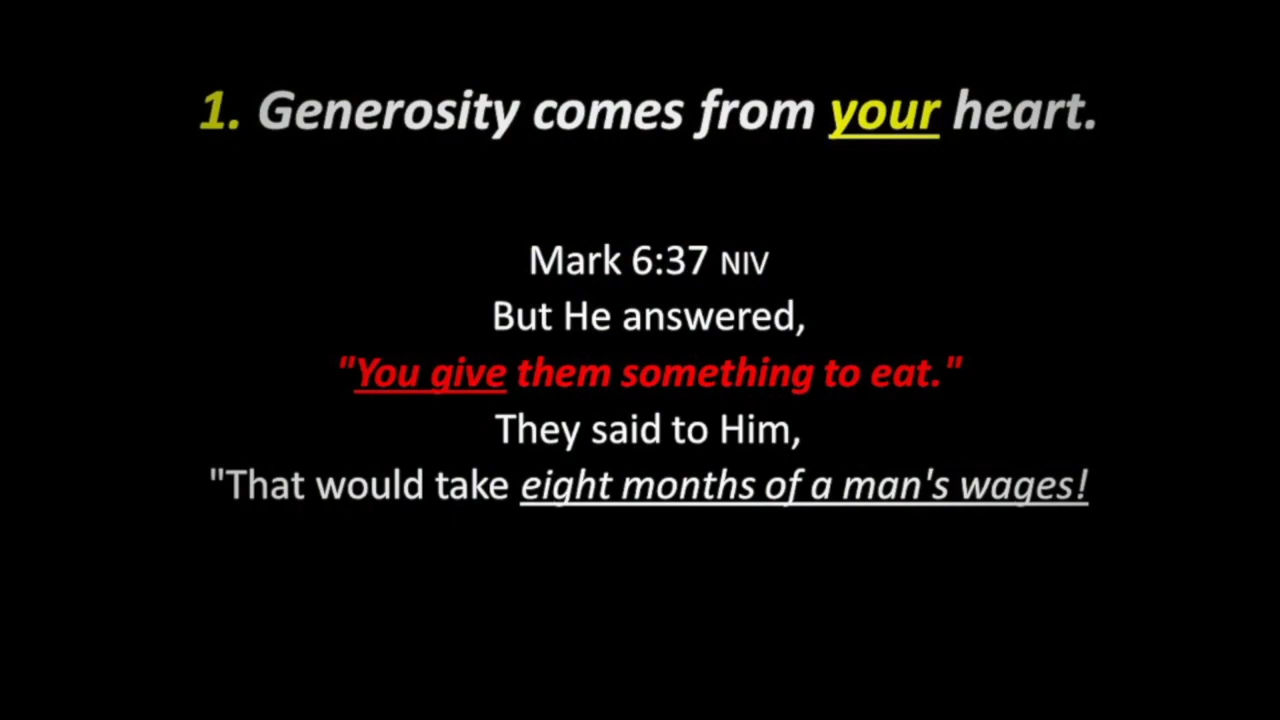 1. Generosity comes from your heart.
Mark 6:37 NIV
But He answered,
"You give them something to eat."
They said to Him,
"That would take eight months of a man's wages!